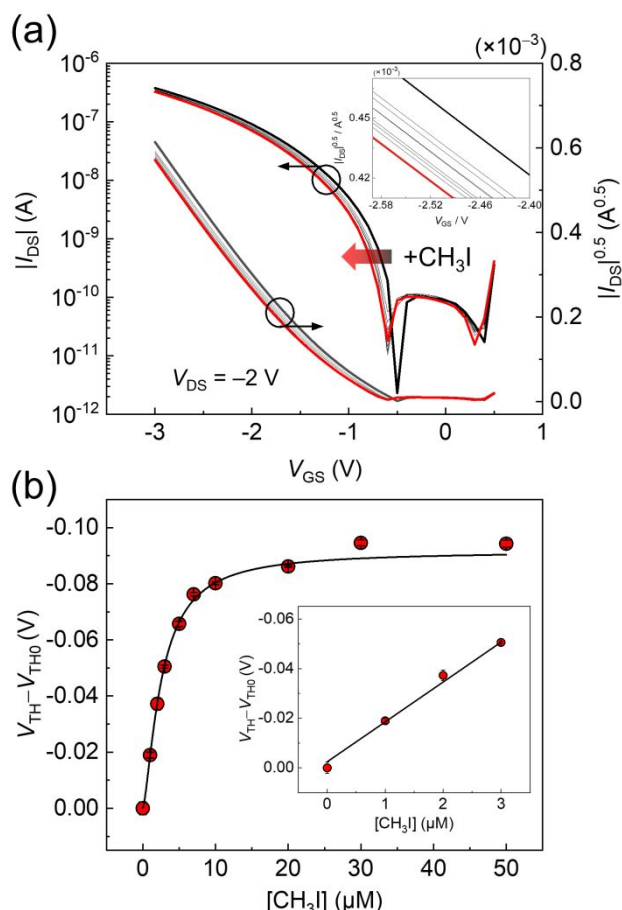 (a)
(×10⁻³)
10⁻⁶
10⁻⁷
10⁻⁸
10⁻⁹
10⁻¹⁰
10⁻¹¹
10⁻¹²
|I_DS| (A)
0.8
0.6
0.4
0.2
0.0
|I_DS|^0.5 (A^0.5)
(×10⁻³)
0.45
0.42
|I_DS|^0.5 / A^0.5
-2.58 -2.52 -2.46 -2.40
V_GS / V
+CH₃I
V_DS = –2 V
-3 -2 -1 0 1
V_GS (V)
(b)
-0.10
-0.08
-0.06
-0.04
-0.02
0.00
V_TH–V_TH0 (V)
-0.06
-0.04
-0.02
0.00
V_TH–V_TH0 (V)
0 1 2 3
[CH₃I] (µM)
0 10 20 30 40 50
[CH₃I] (µM)